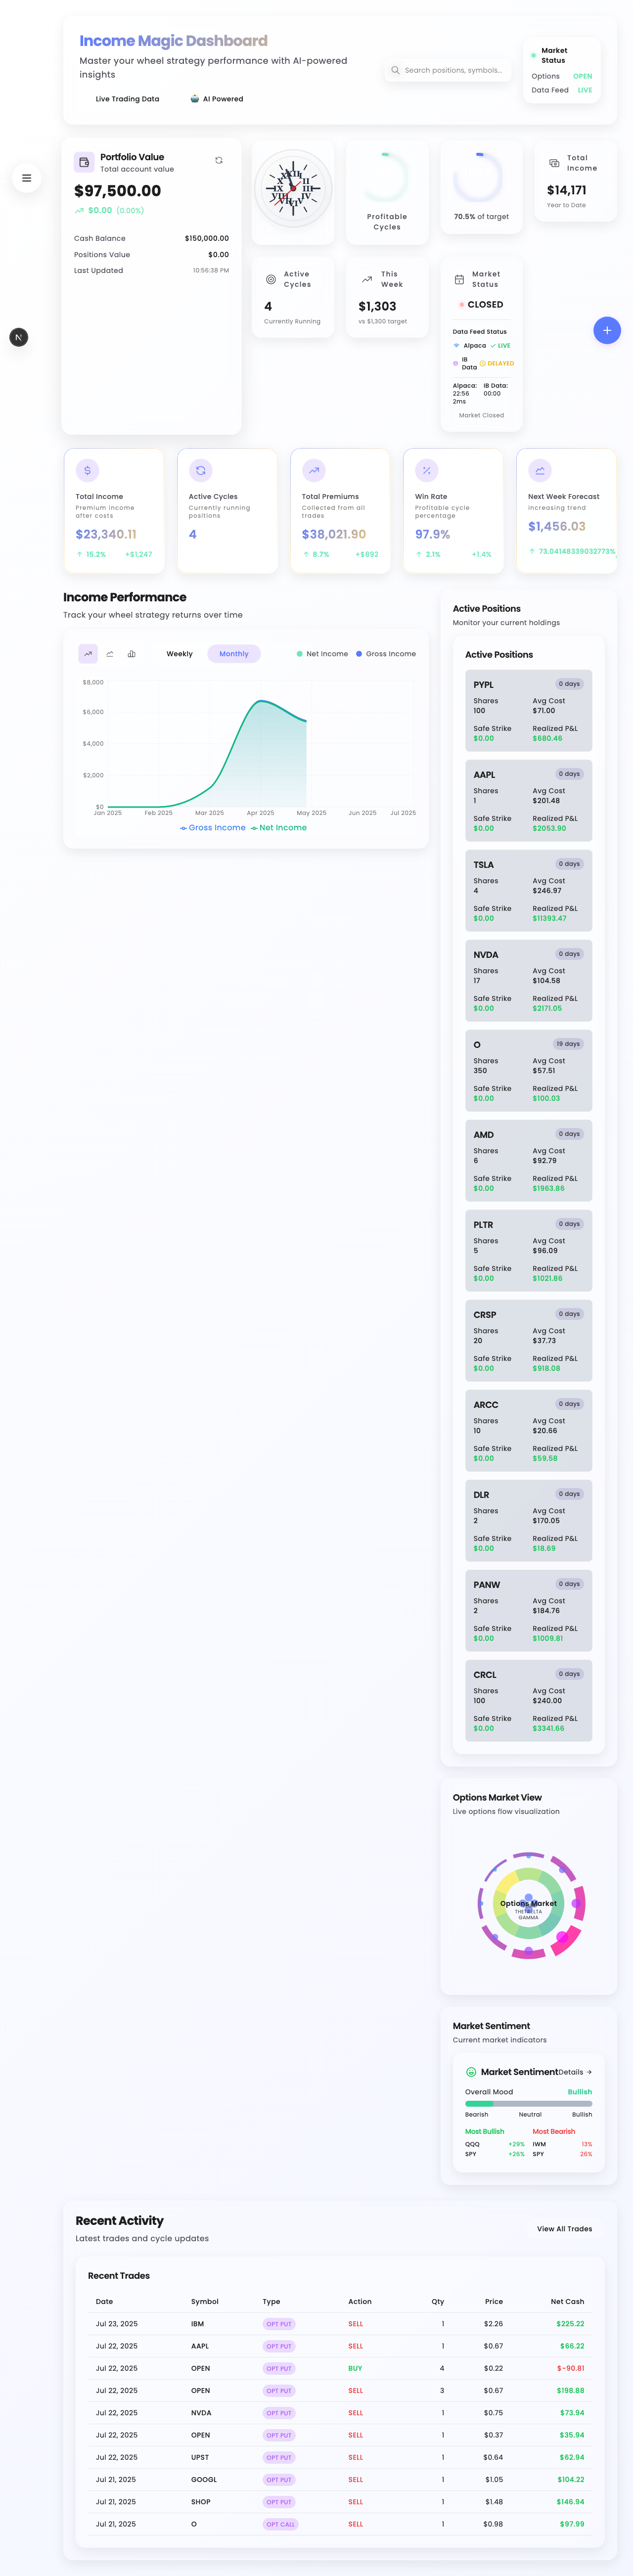 Income Magic Dashboard
Master your wheel strategy performance with AI-powered
insights
Live Trading Data
🤖 AI Powered
Search positions, symbols...
Market
Status
Options OPEN
Data Feed LIVE
Portfolio Value
Total account value
$97,500.00
$0.00 (0.00%)
Cash Balance $150,000.00
Positions Value $0.00
Last Updated 10:56:38 PM
Profitable
Cycles
70.5% of target
Total
Income
$14,171
Year to Date
Active
Cycles
4
Currently Running
This
Week
$1,303
vs $1,300 target
Market
Status
CLOSED
Data Feed Status
Alpaca LIVE
IB
Data
DELAYED
Alpaca: IB Data:
22:56 00:00
2ms
Market Closed
N
Total Income
Premium income
after costs
$23,340.11
15.2% +$1,247
Active Cycles
Currently running
positions
4
Total Premiums
Collected from all
trades
$38,021.90
8.7% +$892
Win Rate
Profitable cycle
percentage
97.9%
2.1% +1.4%
Next Week Forecast
Increasing trend
$1,456.03
73.04148339032773%
Income Performance
Track your wheel strategy returns over time
Weekly Monthly
Net Income Gross Income
$8,000
$6,000
$4,000
$2,000
$0
Jan 2025 Feb 2025 Mar 2025 Apr 2025 May 2025 Jun 2025 Jul 2025
Gross Income Net Income
Active Positions
Monitor your current holdings
Active Positions
PYPL 0 days
Shares Avg Cost
100 $71.00
Safe Strike Realized P&L
$0.00 $680.46
AAPL 0 days
Shares Avg Cost
1 $201.48
Safe Strike Realized P&L
$0.00 $2053.90
TSLA 0 days
Shares Avg Cost
4 $246.97
Safe Strike Realized P&L
$0.00 $11393.47
NVDA 0 days
Shares Avg Cost
17 $104.58
Safe Strike Realized P&L
$0.00 $2171.05
O 19 days
Shares Avg Cost
350 $57.51
Safe Strike Realized P&L
$0.00 $100.03
AMD 0 days
Shares Avg Cost
6 $92.79
Safe Strike Realized P&L
$0.00 $1963.86
PLTR 0 days
Shares Avg Cost
5 $96.09
Safe Strike Realized P&L
$0.00 $1021.86
CRSP 0 days
Shares Avg Cost
20 $37.73
Safe Strike Realized P&L
$0.00 $918.08
ARCC 0 days
Shares Avg Cost
10 $20.66
Safe Strike Realized P&L
$0.00 $59.58
DLR 0 days
Shares Avg Cost
2 $170.05
Safe Strike Realized P&L
$0.00 $18.69
PANW 0 days
Shares Avg Cost
2 $184.76
Safe Strike Realized P&L
$0.00 $1009.81
CRCL 0 days
Shares Avg Cost
100 $240.00
Safe Strike Realized P&L
$0.00 $3341.66
Options Market View
Live options flow visualization
Options Market
GAMMA
Market Sentiment
Current market indicators
Market Sentiment Details →
Overall Mood Bullish
Bearish Neutral Bullish
Most Bullish Most Bearish
QQQ +29% IWM 13%
SPY +26% SPY 26%
Recent Activity
Latest trades and cycle updates
View All Trades
Recent Trades
Date Symbol Type Action Qty Price Net Cash
Jul 23, 2025 IBM OPT PUT SELL 1 $2.26 $225.22
Jul 22, 2025 AAPL OPT PUT SELL 1 $0.67 $66.22
Jul 22, 2025 OPEN OPT PUT BUY 4 $0.22 $-90.81
Jul 22, 2025 OPEN OPT PUT SELL 3 $0.67 $198.88
Jul 22, 2025 NVDA OPT PUT SELL 1 $0.75 $73.94
Jul 22, 2025 OPEN OPT PUT SELL 1 $0.37 $35.94
Jul 22, 2025 UPST OPT PUT SELL 1 $0.64 $62.94
Jul 21, 2025 GOOGL OPT PUT SELL 1 $1.05 $104.22
Jul 21, 2025 SHOP OPT PUT SELL 1 $1.48 $146.94
Jul 21, 2025 O OPT CALL SELL 1 $0.98 $97.99